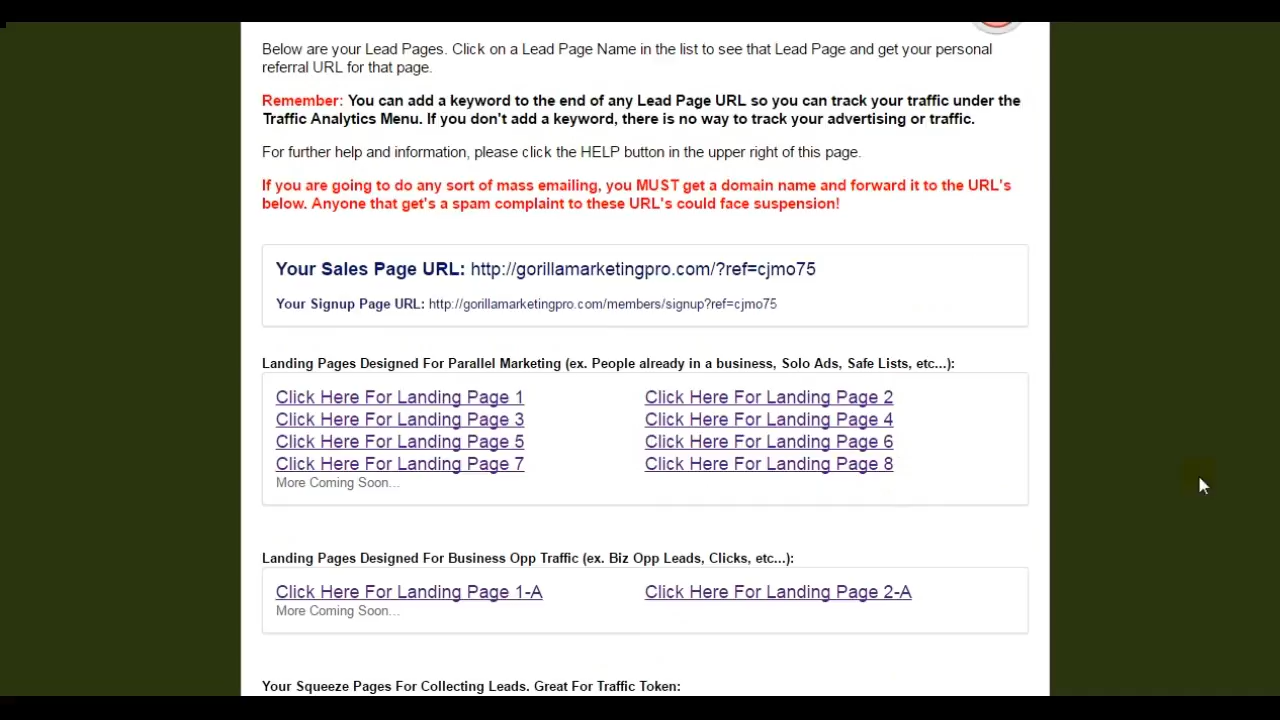 Below are your Lead Pages. Click on a Lead Page Name in the list to see that Lead Page and get your personal
referral URL for that page.
Remember: You can add a keyword to the end of any Lead Page URL so you can track your traffic under the
Traffic Analytics Menu. If you don't add a keyword, there is no way to track your advertising or traffic.
For further help and information, please click the HELP button in the upper right of this page.
If you are going to do any sort of mass emailing, you MUST get a domain name and forward it to the URL's
below. Anyone that get's a spam complaint to these URL's could face suspension!
Your Sales Page URL: http://gorillamarketingpro.com/?ref=cjmo75
Your Signup Page URL: http://gorillamarketingpro.com/members/signup?ref=cjmo75
Landing Pages Designed For Parallel Marketing (ex. People already in a business, Solo Ads, Safe Lists, etc...):
Click Here For Landing Page 1 Click Here For Landing Page 2
Click Here For Landing Page 3 Click Here For Landing Page 4
Click Here For Landing Page 5 Click Here For Landing Page 6
Click Here For Landing Page 7 Click Here For Landing Page 8
More Coming Soon...
Landing Pages Designed For Business Opp Traffic (ex. Biz Opp Leads, Clicks, etc...):
Click Here For Landing Page 1-A Click Here For Landing Page 2-A
More Coming Soon...
Your Squeeze Pages For Collecting Leads. Great For Traffic Token: